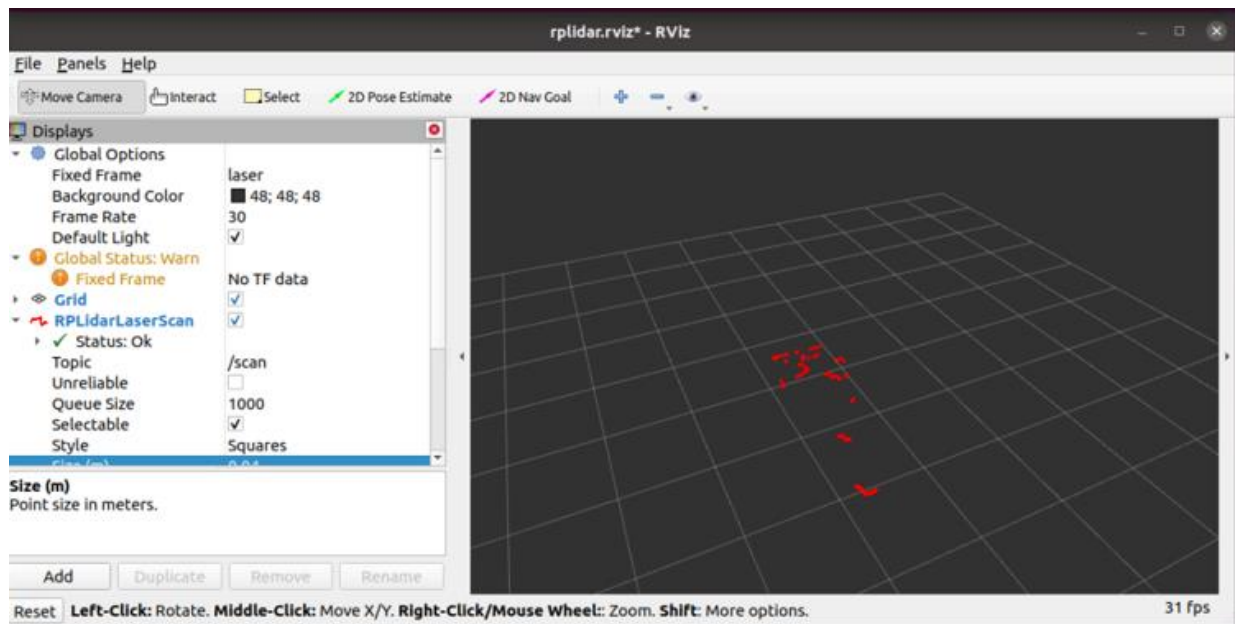 rplidar.rviz* - RViz
File Panels Help
Move Camera Interact Select 2D Pose Estimate 2D Nav Goal
Displays
Global Options
Fixed Frame laser
Background Color 48; 48; 48
Frame Rate 30
Default Light
Global Status: Warn
Fixed Frame No TF data
Grid
RPLidarLaserScan
Status: Ok
Topic /scan
Unreliable
Queue Size 1000
Selectable
Style Squares
Size (m) 0.04
Size (m)
Point size in meters.
Add Duplicate Remove Rename
Reset Left-Click: Rotate. Middle-Click: Move X/Y. Right-Click/Mouse Wheel:: Zoom. Shift: More options. 31 fps